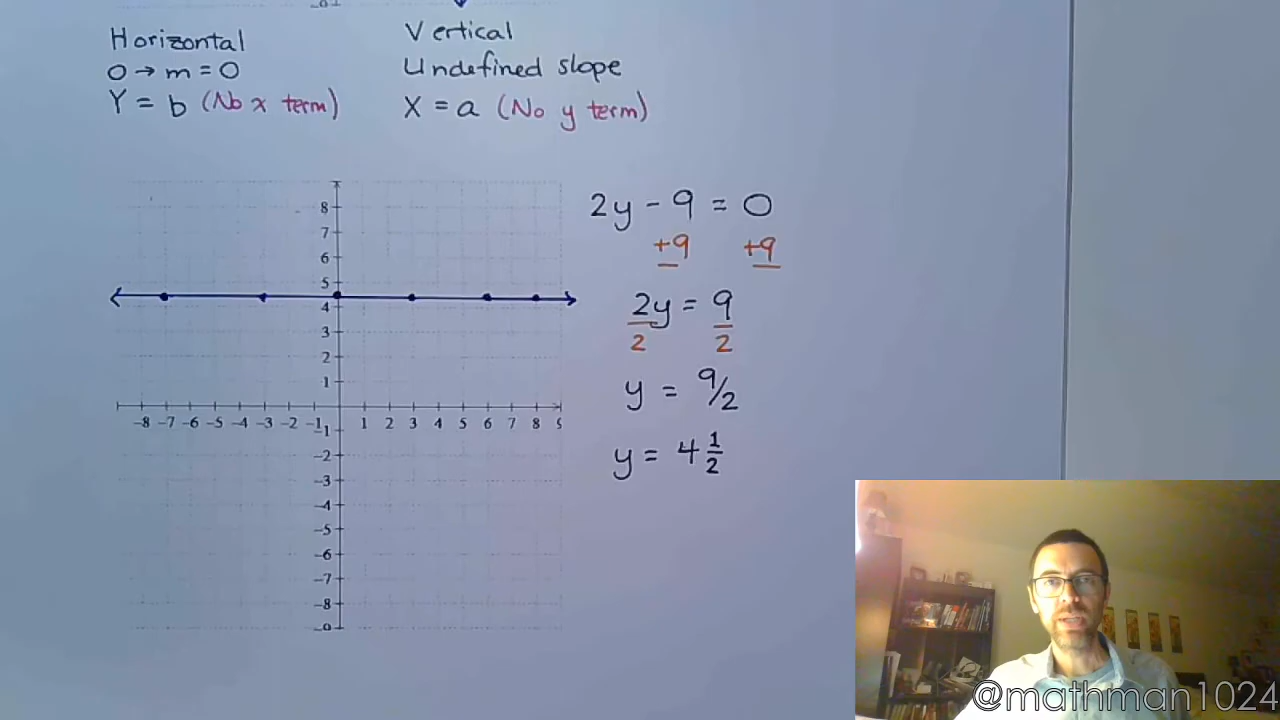 Horizontal
0 → m = 0
Y = b (No x term)
Vertical
Undefined slope
X = a (No y term)
8
7
6
5
4
3
2
1
-8 -7 -6 -5 -4 -3 -2 -1 1 2 3 4 5 6 7 8
-1
-2
-3
-4
-5
-6
-7
-8
2y - 9 = 0
+9 +9
2y = 9
2 2
y = 9/2
y = 4 1/2
@mathman1024